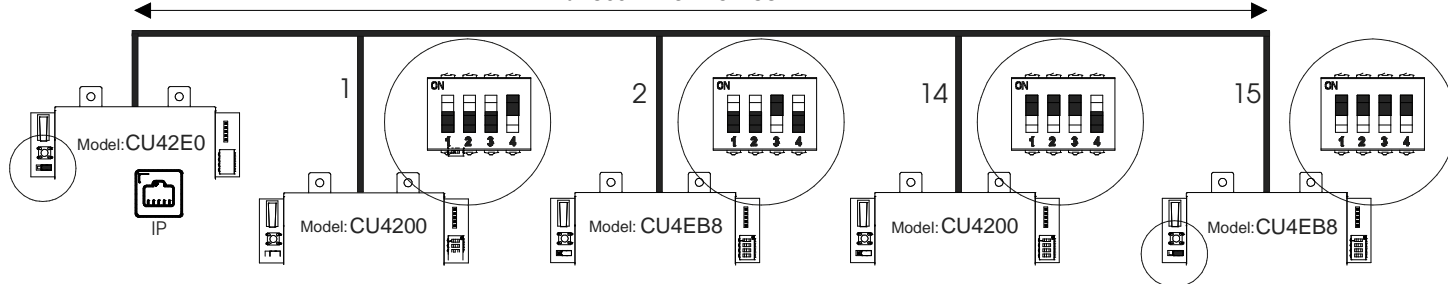 1
2
14
15
ON
1 2 3 4
ON
1 2 3 4
ON
1 2 3 4
ON
1 2 3 4
Model:CU42E0
IP
Model:CU4200
Model: CU4EB8
Model:CU4200
Model:CU4EB8